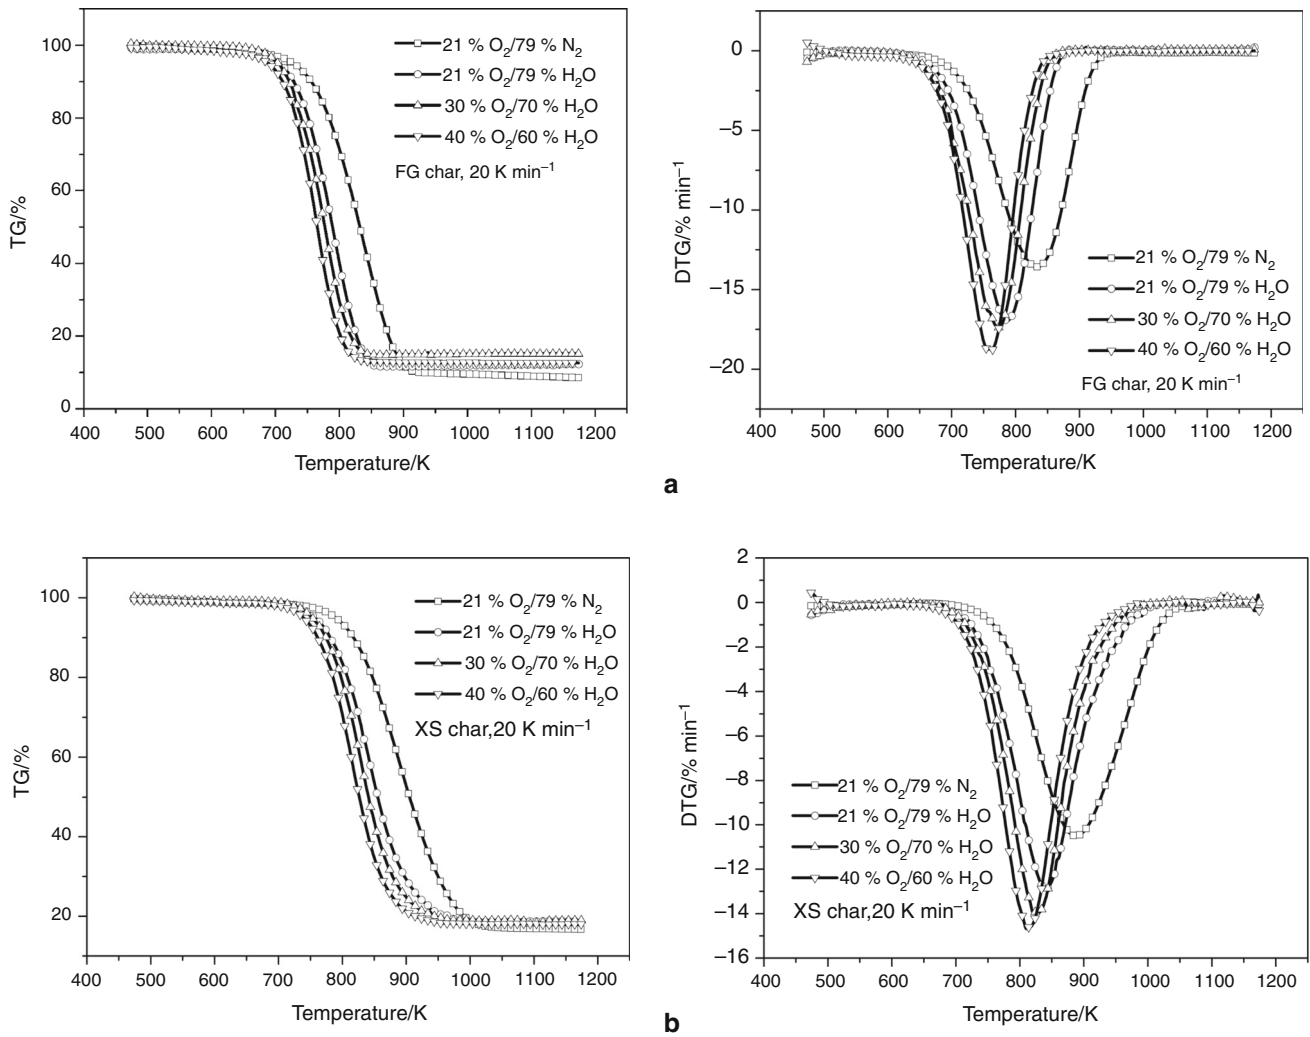 100
80
60
40
20
0
TG/%
21 % O2/79 % N2
21 % O2/79 % H2O
30 % O2/70 % H2O
40 % O2/60 % H2O
FG char, 20 K min–1
400 500 600 700 800 900 1000 1100 1200
Temperature/K
0
–5
–10
–15
–20
DTG/% min–1
21 % O2/79 % N2
21 % O2/79 % H2O
30 % O2/70 % H2O
40 % O2/60 % H2O
FG char, 20 K min–1
400 500 600 700 800 900 1000 1100 1200
Temperature/K
a
100
80
60
40
20
TG/%
21 % O2/79 % N2
21 % O2/79 % H2O
30 % O2/70 % H2O
40 % O2/60 % H2O
XS char,20 K min–1
400 500 600 700 800 900 1000 1100 1200
Temperature/K
2
0
–2
–4
–6
–8
–10
–12
–14
–16
DTG/% min–1
21 % O2/79 % N2
21 % O2/79 % H2O
30 % O2/70 % H2O
40 % O2/60 % H2O
XS char,20 K min–1
400 500 600 700 800 900 1000 1100 1200
Temperature/K
b